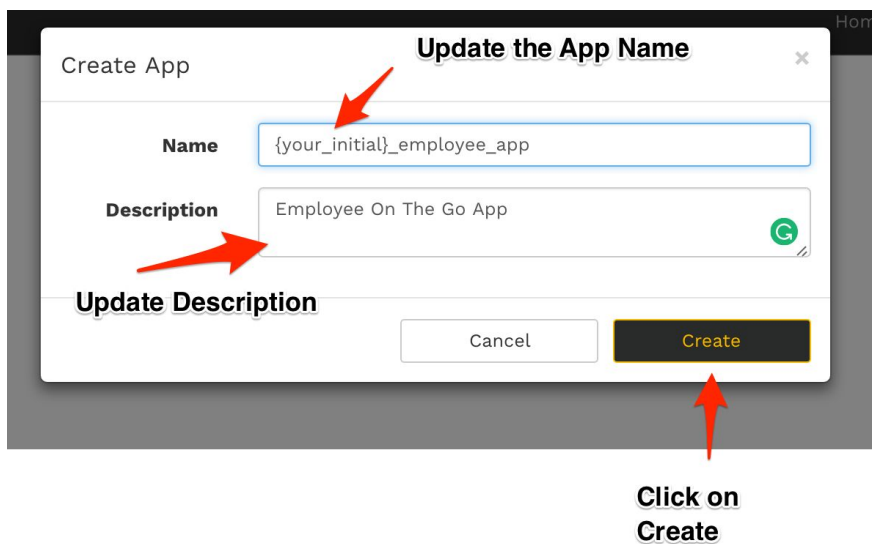 Hom
Update the App Name
Create App
×
Name
{your_initial}_employee_app
Description
Employee On The Go App
Update Description
Cancel
Create
Click on
Create